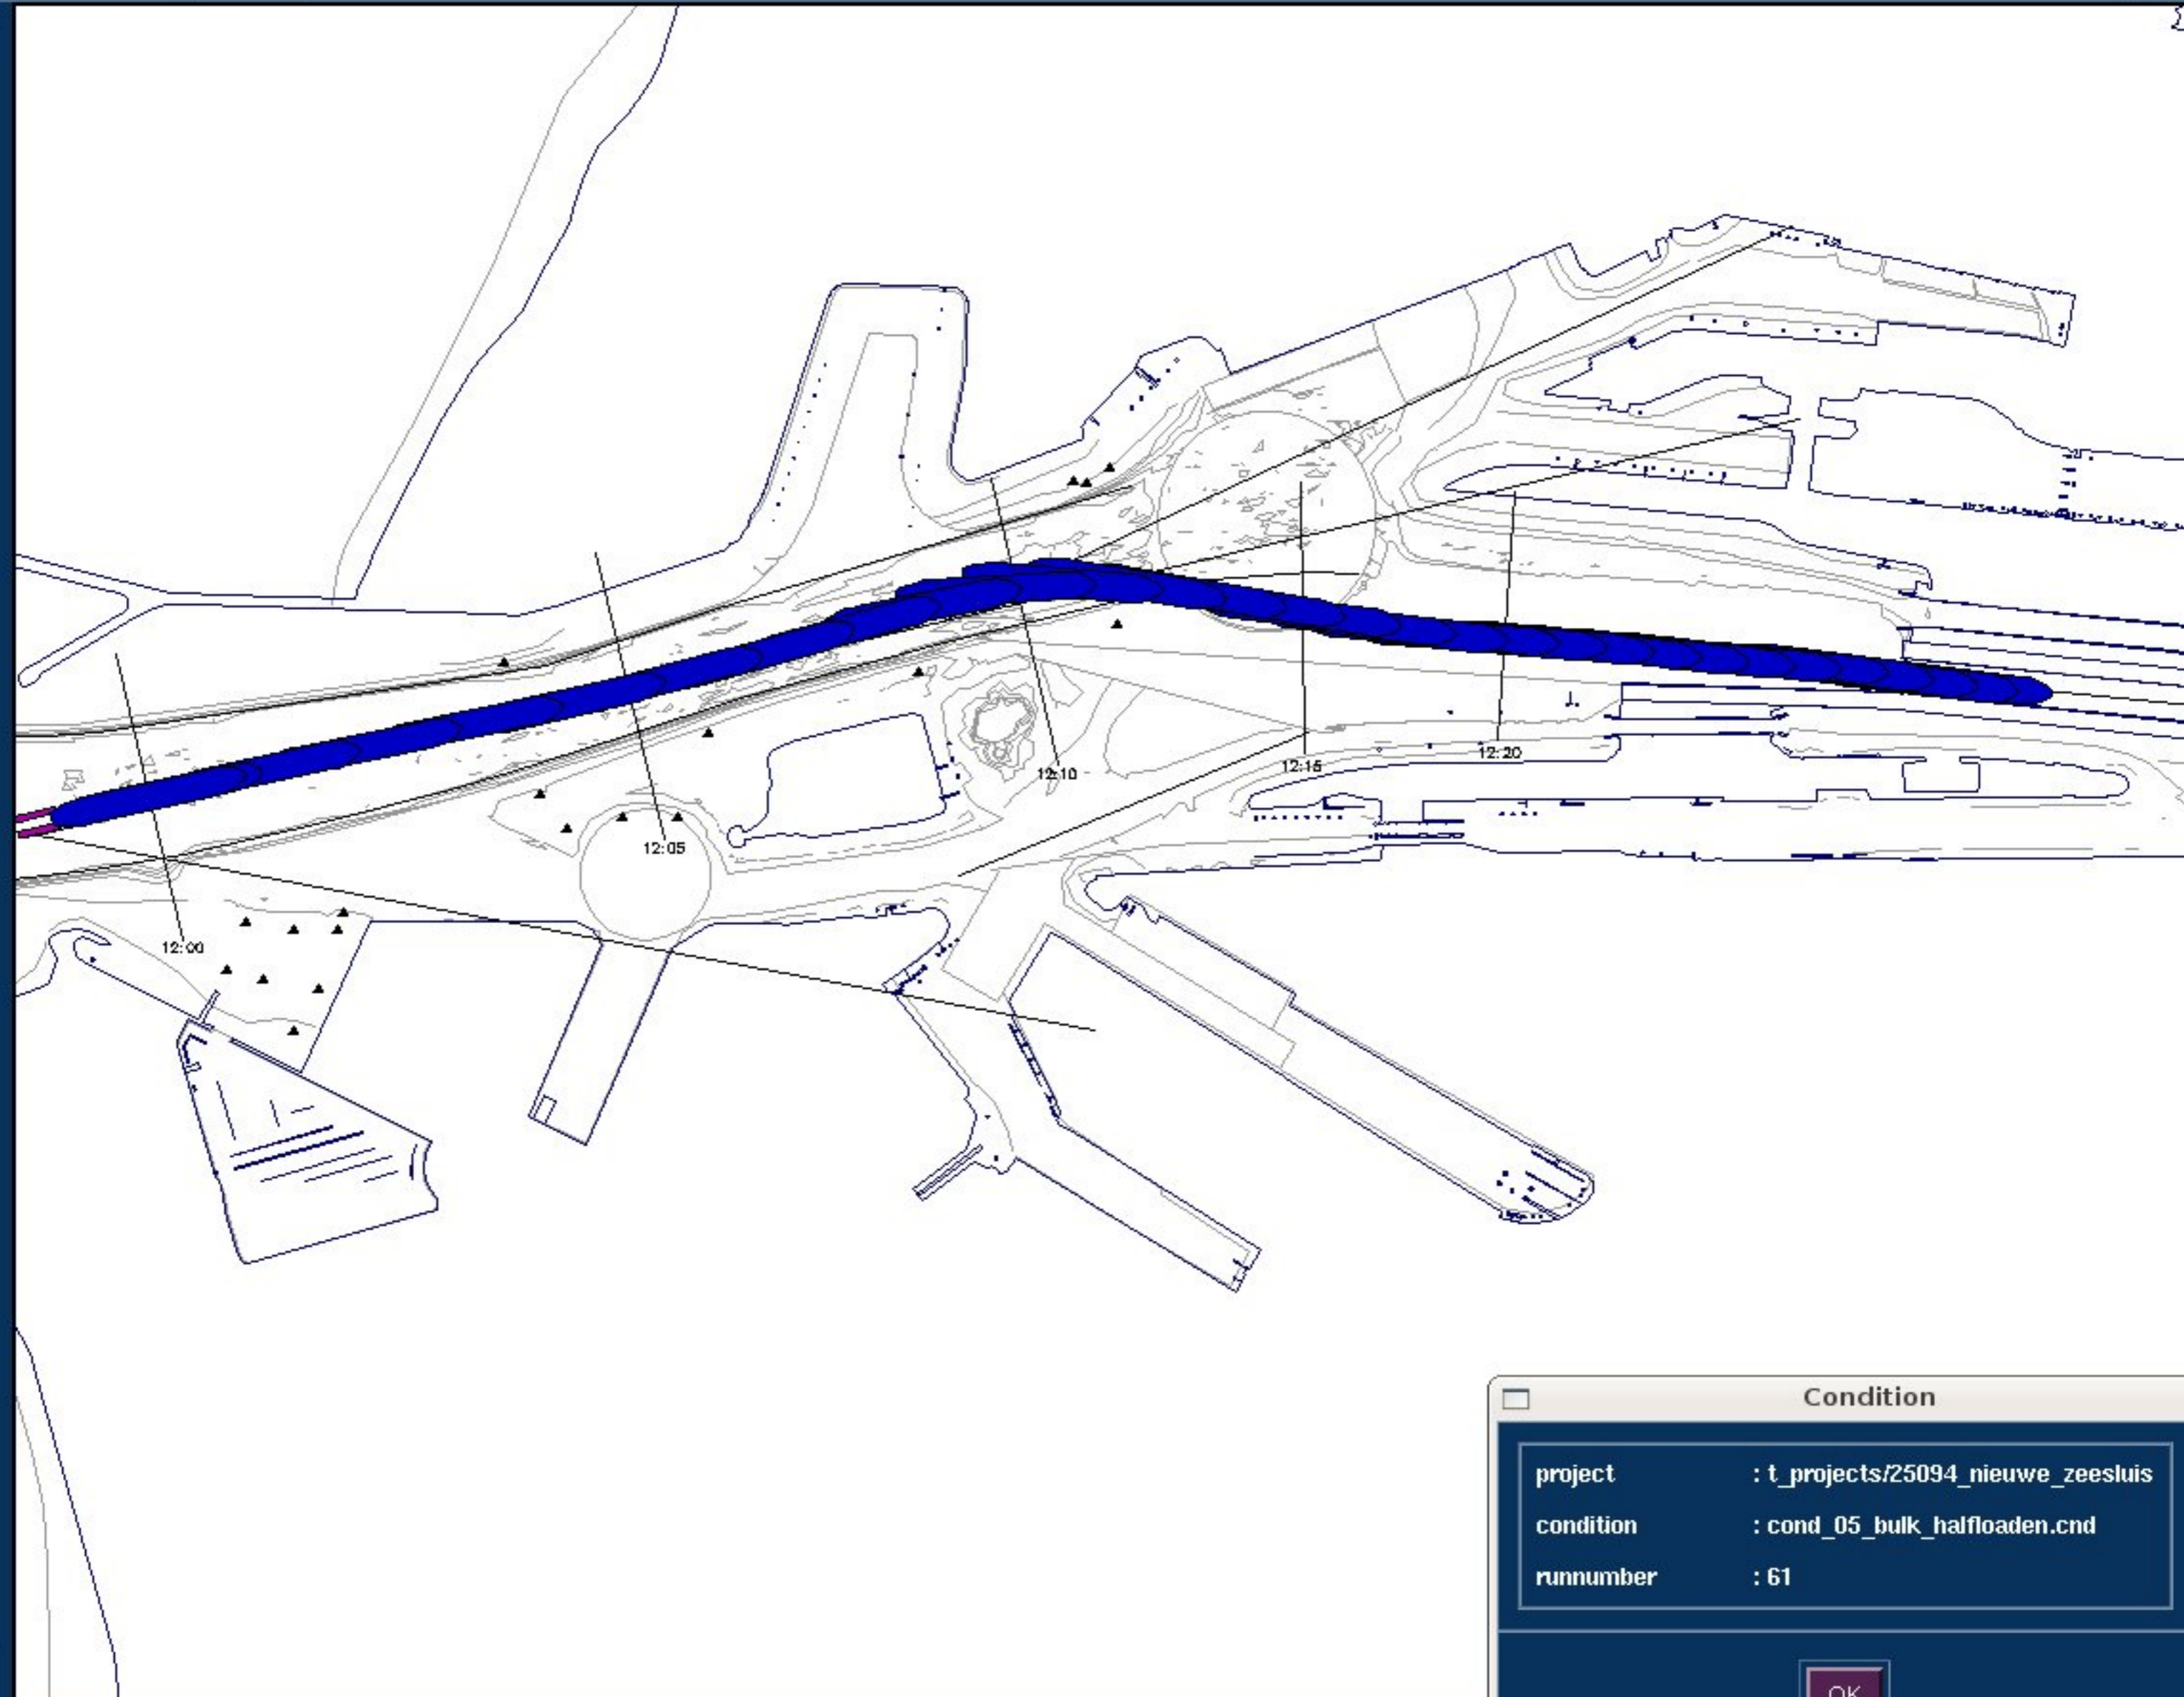 12:20
12:15
12:10
12:05
12:00
Condition
project : t_projects/25094_nieuwe_zeesluis
condition : cond_05_bulk_halfloaden.cnd
runnumber : 61
OK